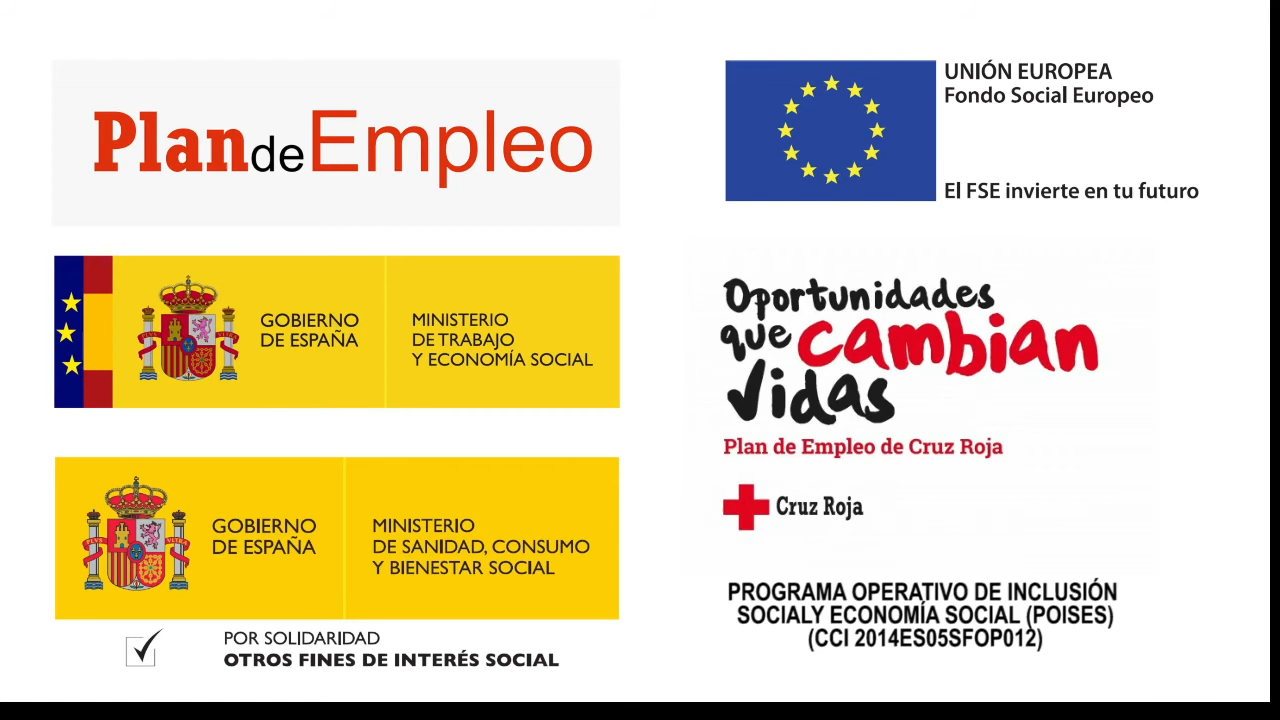 Plan de Empleo
UNIÓN EUROPEA
Fondo Social Europeo
El FSE invierte en tu futuro
GOBIERNO
DE ESPAÑA
MINISTERIO
DE TRABAJO
Y ECONOMÍA SOCIAL
Oportunidades
que cambian
vidas
Plan de Empleo de Cruz Roja
Cruz Roja
GOBIERNO
DE ESPAÑA
MINISTERIO
DE SANIDAD, CONSUMO
Y BIENESTAR SOCIAL
POR SOLIDARIDAD
OTROS FINES DE INTERÉS SOCIAL
PROGRAMA OPERATIVO DE INCLUSIÓN
SOCIALY ECONOMÍA SOCIAL (POISES)
(CCI 2014ES05SFOP012)